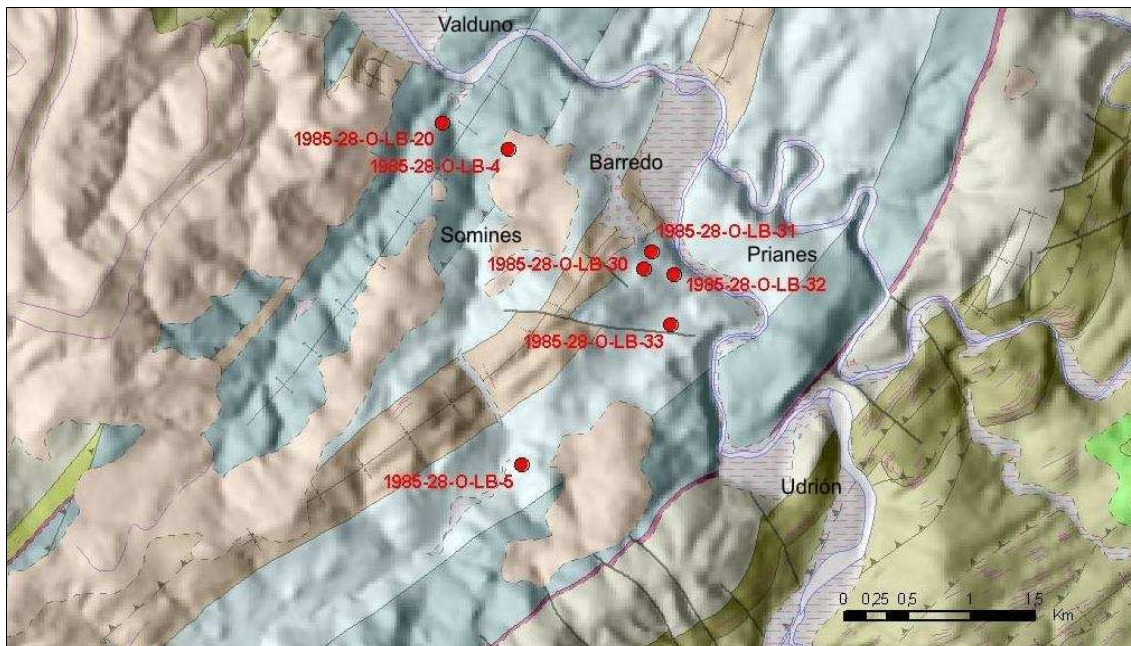 Valduno
1985-28-O-LB-20
1985-28-O-LB-4
Barredo
Somines
1985-28-O-LB-31
Prianes
1985-28-O-LB-30
1985-28-O-LB-32
1985-28-O-LB-33
1985-28-O-LB-5
Udrión
0 0,25 0,5 1 1,5
Km